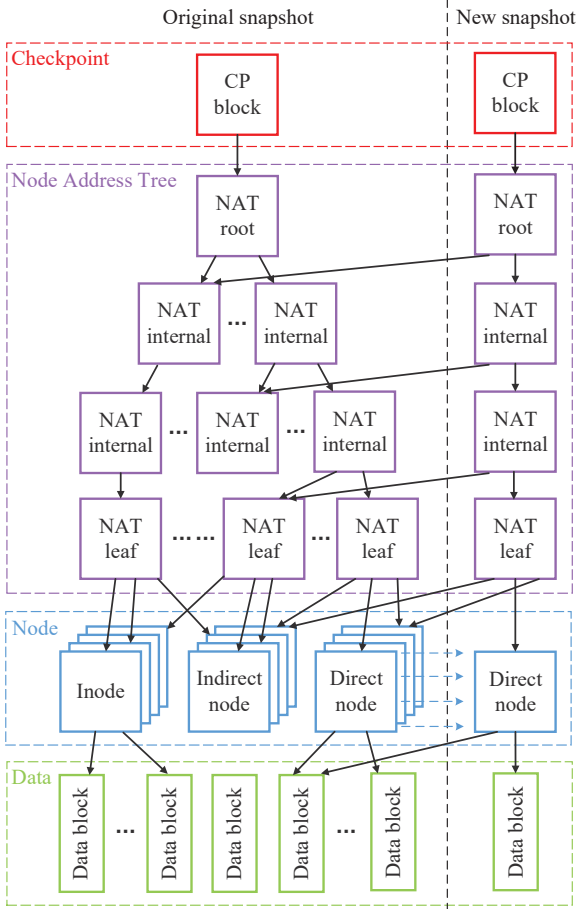 Original snapshot
New snapshot
Checkpoint
CP
block
CP
block
Node Address Tree
NAT
root
NAT
root
NAT
internal
...
NAT
internal
NAT
internal
NAT
internal
...
NAT
internal
...
NAT
internal
NAT
internal
NAT
leaf
... ...
NAT
leaf
...
NAT
leaf
NAT
leaf
Node
Inode
Indirect
node
Direct
node
Direct
node
Data
Data block
...
Data block
Data block
Data block
...
Data block
Data block